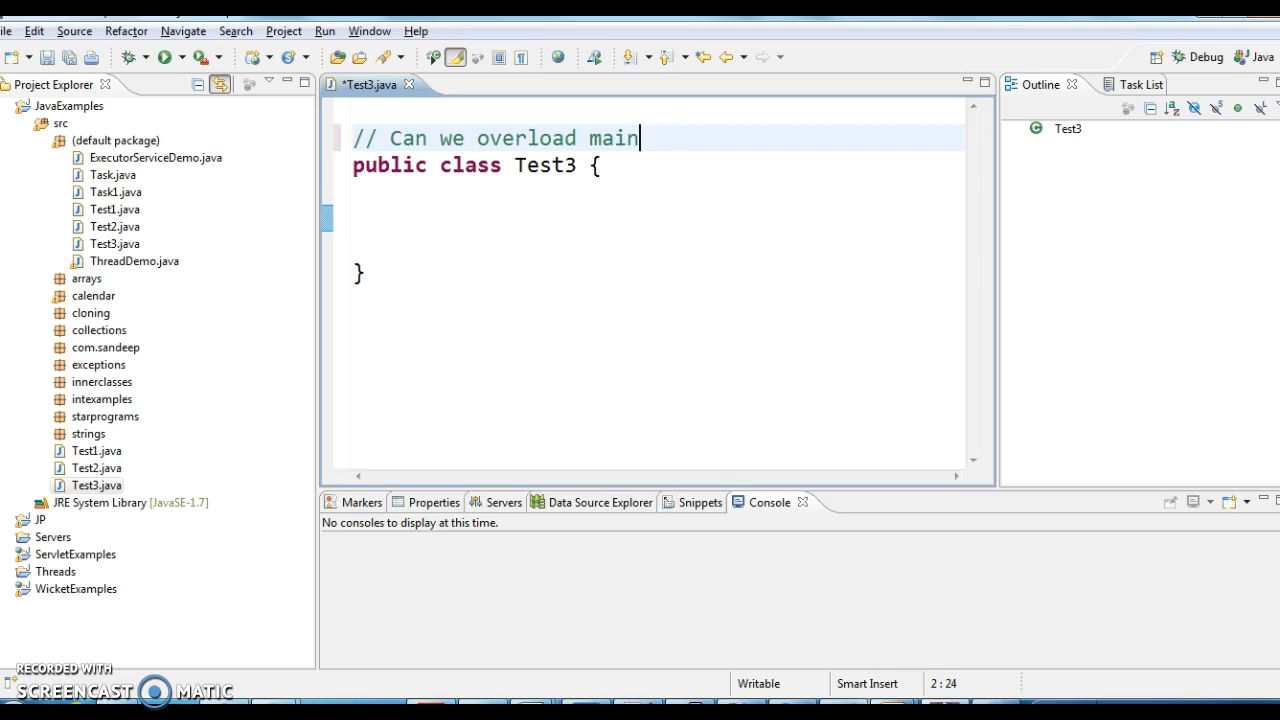 ile Edit Source Refactor Navigate Search Project Run Window Help
Debug Java
Project Explorer
*Test3.java
Outline Task List
JavaExamples
src
(default package)
ExecutorServiceDemo.java
Task.java
Task1.java
Test1.java
Test2.java
Test3.java
ThreadDemo.java
arrays
calendar
cloning
collections
com.sandeep
exceptions
innerclasses
intexamples
starprograms
strings
Test1.java
Test2.java
Test3.java
JRE System Library [JavaSE-1.7]
JP
Servers
ServletExamples
Threads
WicketExamples
// Can we overload main
public class Test3 {
}
Test3
Markers Properties Servers Data Source Explorer Snippets Console
No consoles to display at this time.
RECORDED WITH
SCREENCAST MATIC
Writable Smart Insert 2 : 24